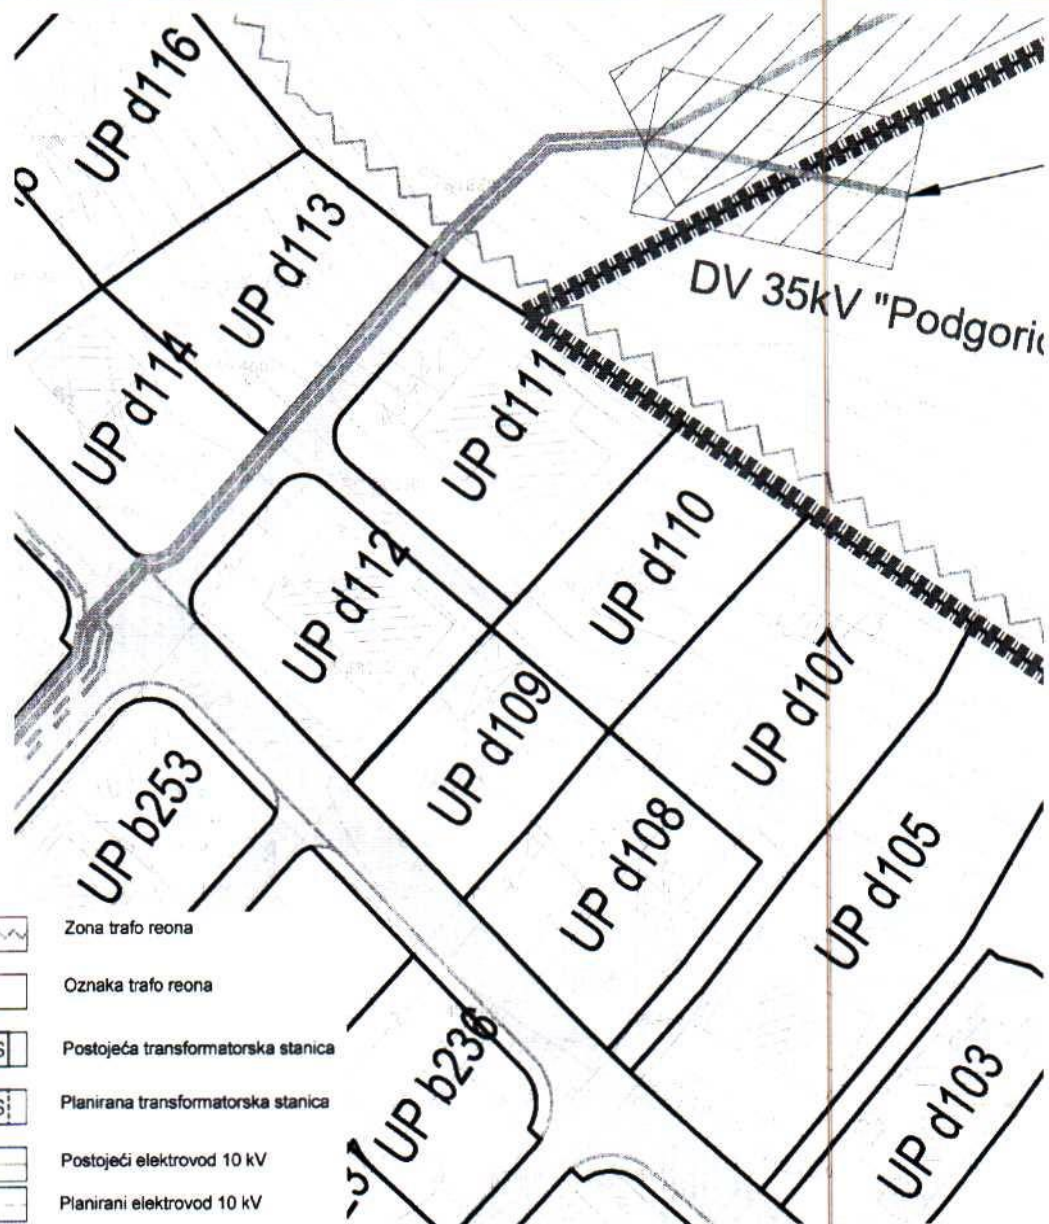 UP d116
UP d113
DV 35kV "Podgoric
UP d114
UP d111
UP d110
UP d112
UP d107
UP d109
UP b253
UP d108
UP d105
Zona trafo reona
Oznaka trafo reona
UP b236
Postojeća transformatorska stanica
UP d103
Planirana transformatorska stanica
Postojeći elektrovod 10 kV
Planirani elektrovod 10 kV